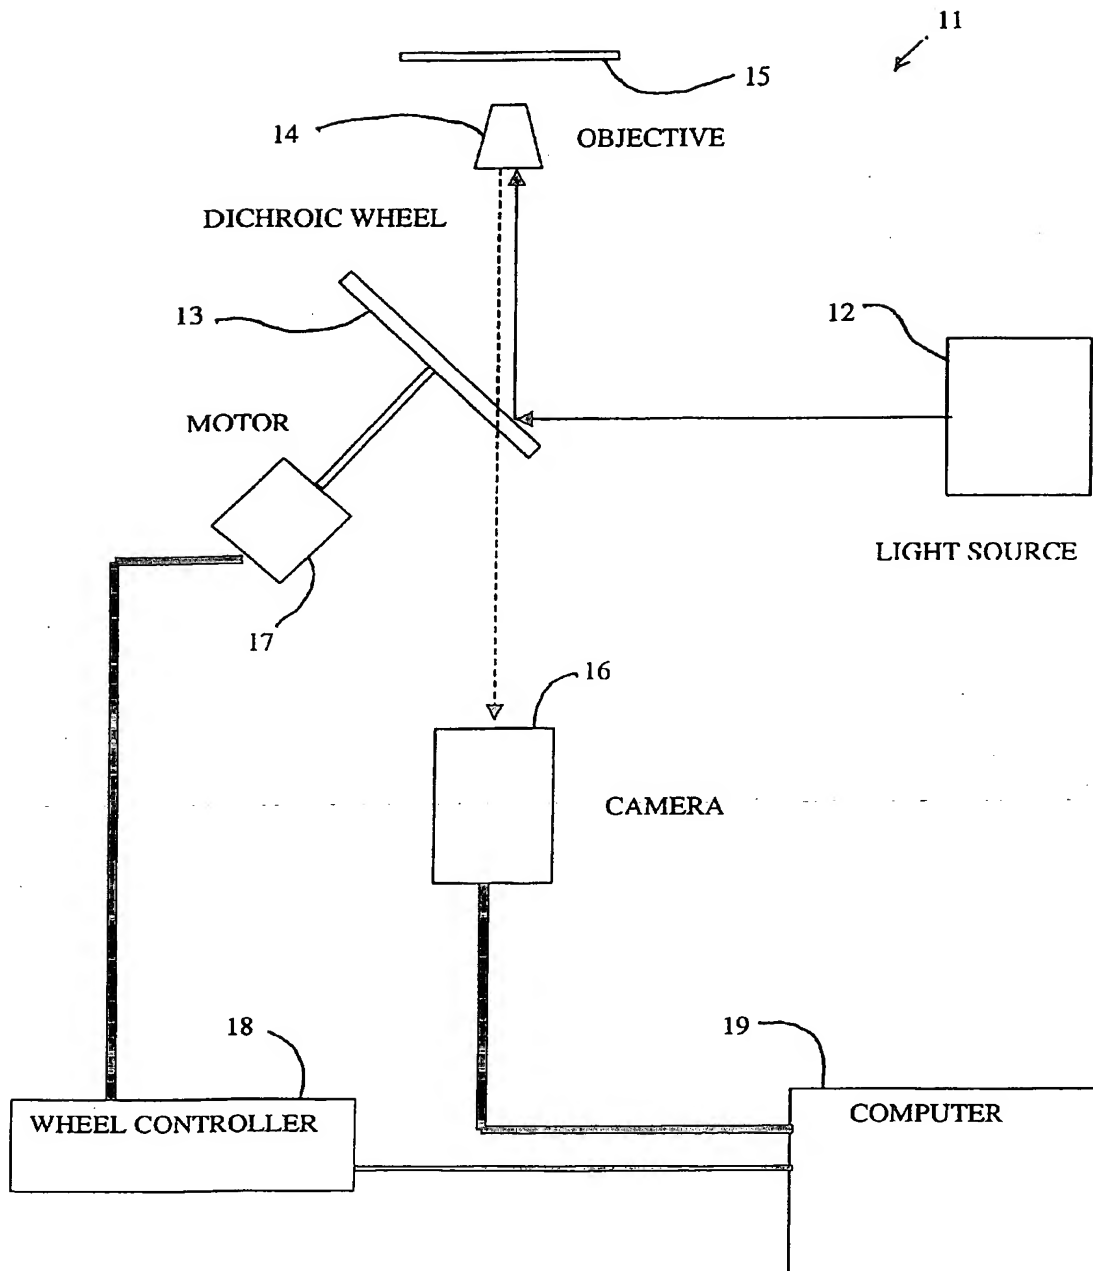 11
15
14
OBJECTIVE
DICHROIC WHEEL
13
12
MOTOR
LIGHT SOURCE
17
16
CAMERA
18
19
WHEEL CONTROLLER
COMPUTER